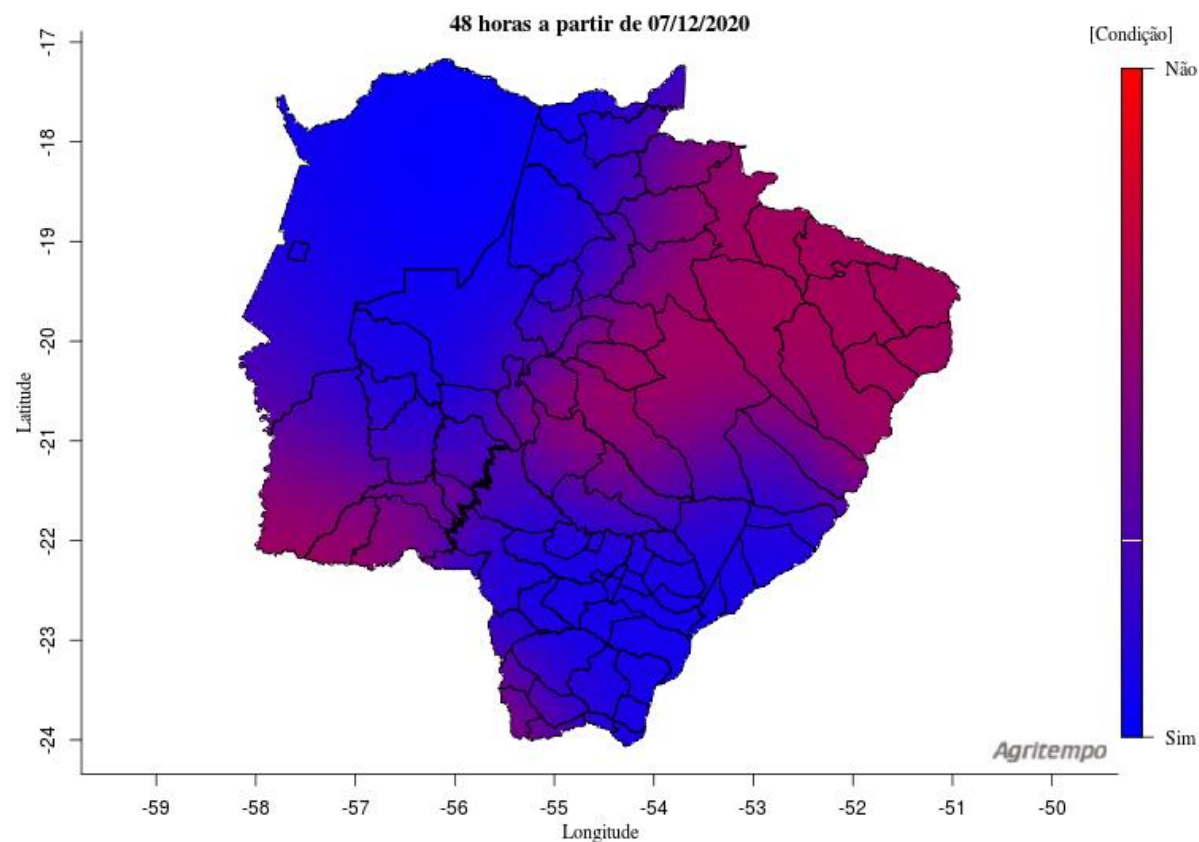 48 horas a partir de 07/12/2020
[Condição]
Não
Sim
-17
-18
-19
-20
-21
-22
-23
-24
Latitude
Agritempo
-59 -58 -57 -56 -55 -54 -53 -52 -51 -50
Longitude